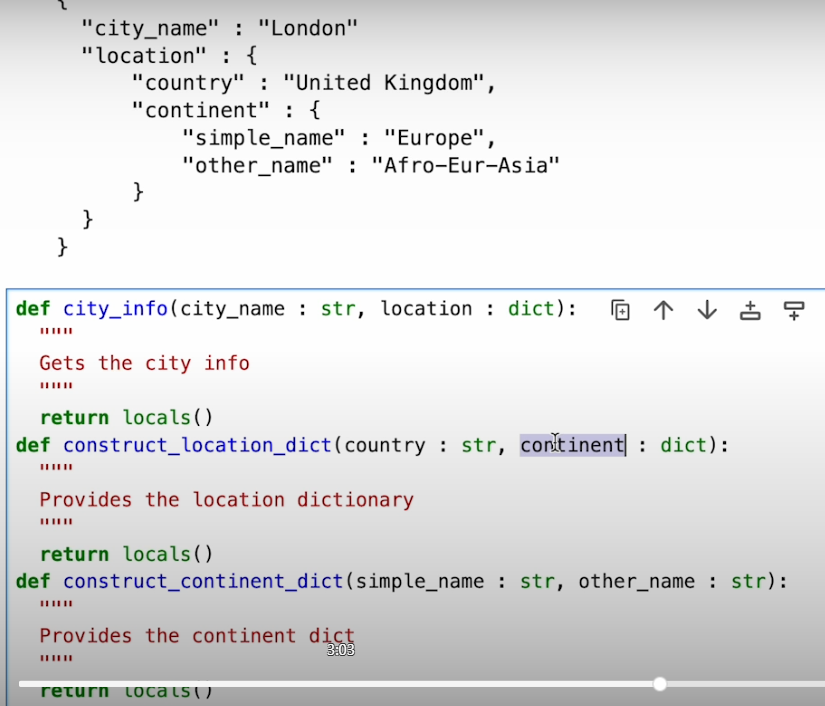 {
"city_name" : "London"
"location" : {
"country" : "United Kingdom",
"continent" : {
"simple_name" : "Europe",
"other_name" : "Afro-Eur-Asia"
}
}
}
def city_info(city_name : str, location : dict):
"""
Gets the city info
"""
return locals()
def construct_location_dict(country : str, continent : dict):
"""
Provides the location dictionary
"""
return locals()
def construct_continent_dict(simple_name : str, other_name : str):
"""
Provides the continent dict
3:03
"""
return locals()